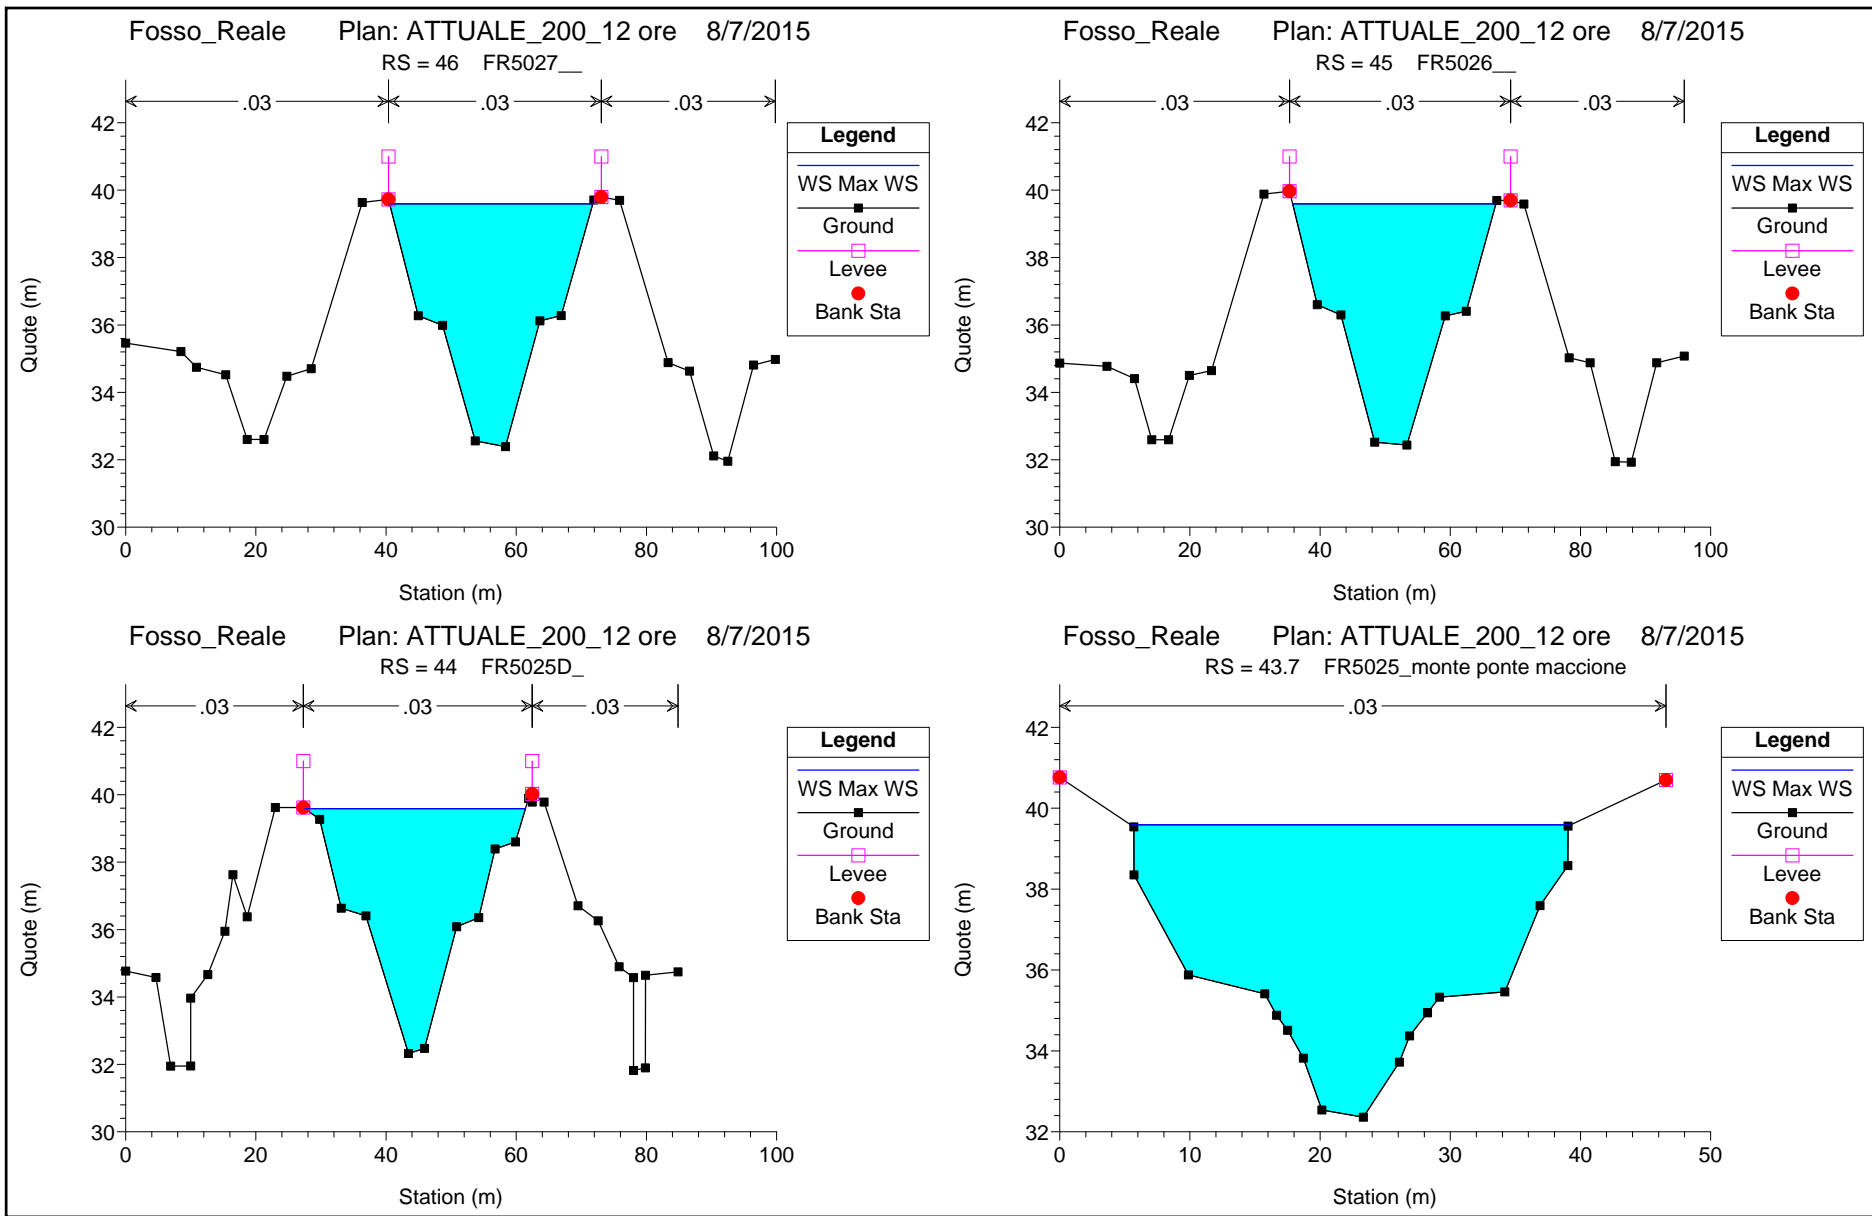 Fosso_Reale Plan: ATTUALE_200_12 ore 8/7/2015
RS = 46 FR5027__
.03 .03 .03
42
40
38
36
34
32
30
Quote (m)
0 20 40 60 80 100
Station (m)
Legend
WS Max WS
Ground
Levee
Bank Sta
Fosso_Reale Plan: ATTUALE_200_12 ore 8/7/2015
RS = 45 FR5026__
.03 .03 .03
42
40
38
36
34
32
30
Quote (m)
0 20 40 60 80 100
Station (m)
Legend
WS Max WS
Ground
Levee
Bank Sta
Fosso_Reale Plan: ATTUALE_200_12 ore 8/7/2015
RS = 44 FR5025D_
.03 .03 .03
42
40
38
36
34
32
30
Quote (m)
0 20 40 60 80 100
Station (m)
Legend
WS Max WS
Ground
Levee
Bank Sta
Fosso_Reale Plan: ATTUALE_200_12 ore 8/7/2015
RS = 43.7 FR5025_monte ponte maccione
.03
42
40
38
36
34
32
Quote (m)
0 10 20 30 40 50
Station (m)
Legend
WS Max WS
Ground
Levee
Bank Sta